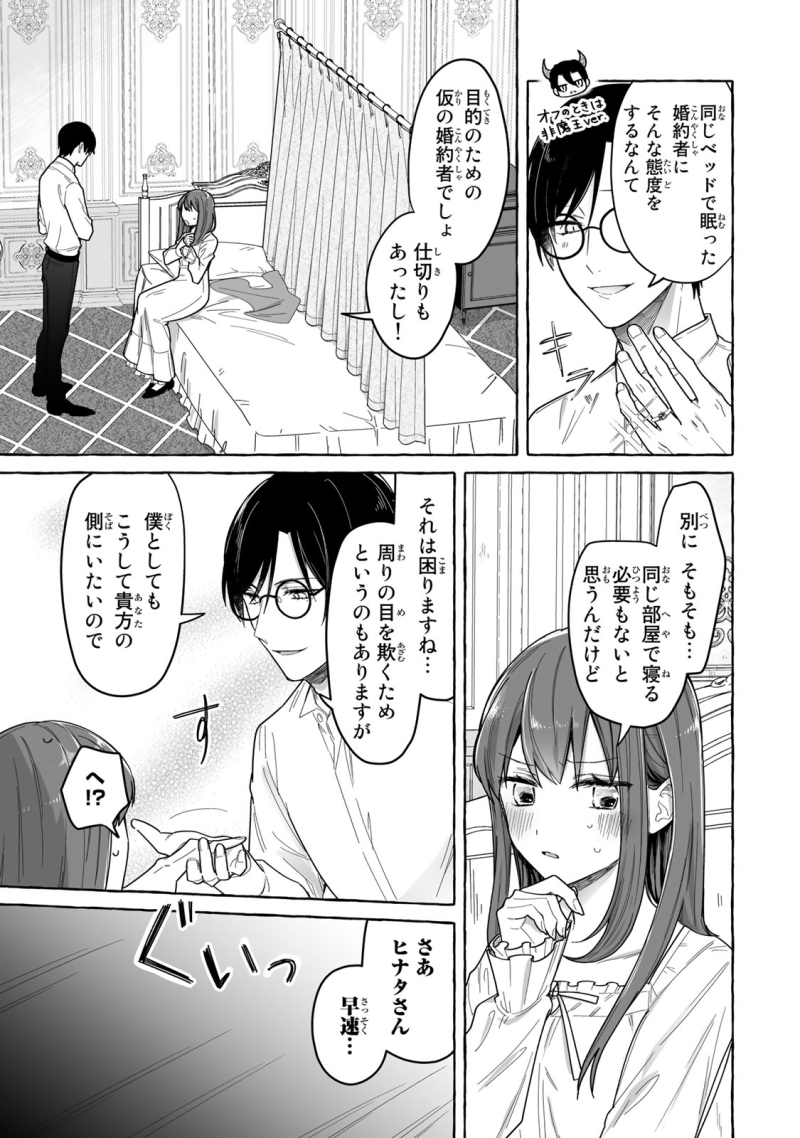 同じベッドで眠った
婚約者に
そんな態度を
するなんて
オフのときは
非魔王ver.
キラ
目的のための
仮の婚約者でしょ
仕切りも
あったし！
別に そもそも…
同じ部屋で寝る
必要もないと
思うんだけど
それは困りますね…
周りの目を欺くため
というのもありますが
僕としても
こうして貴方の
側にいたいので
す
へ!?
さあ
ヒナタさん
早速…
ぐいっ